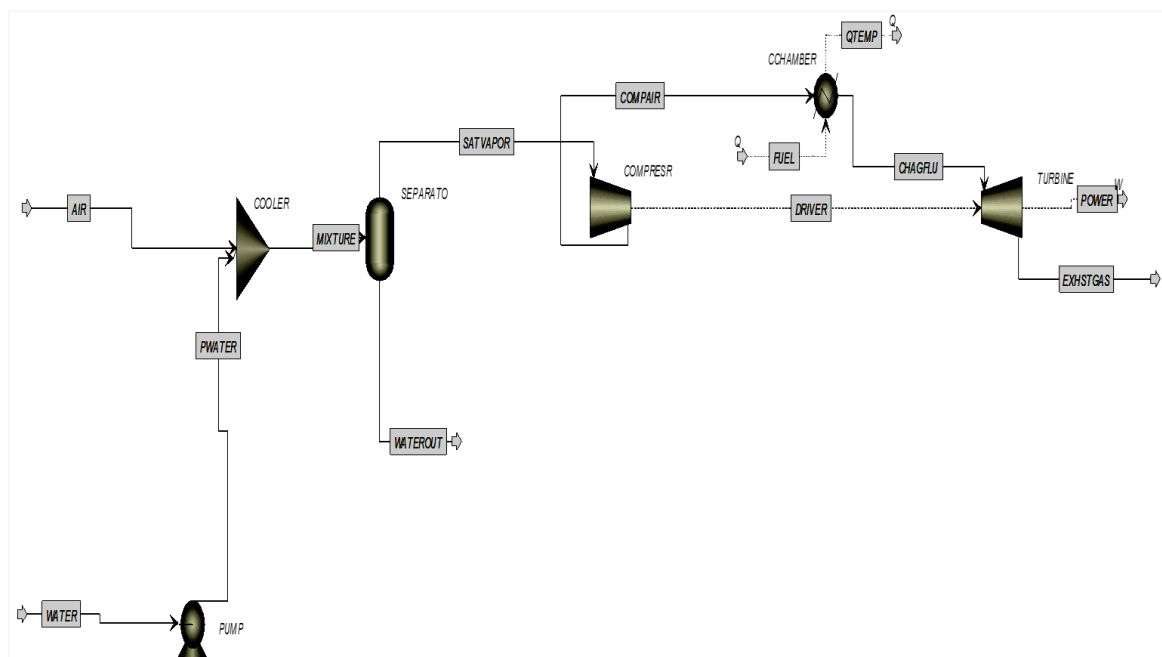 Q
QTEMP
CCHAMBER
COMPAIR
SATVAPOR
Q
FUEL
COMPRESR
CHAGFLU
TURBINE
W
POWER
SEPARATO
AIR
COOLER
DRIVER
MIXTURE
EXHSTGAS
PWATER
WATEROUT
WATER
PUMP